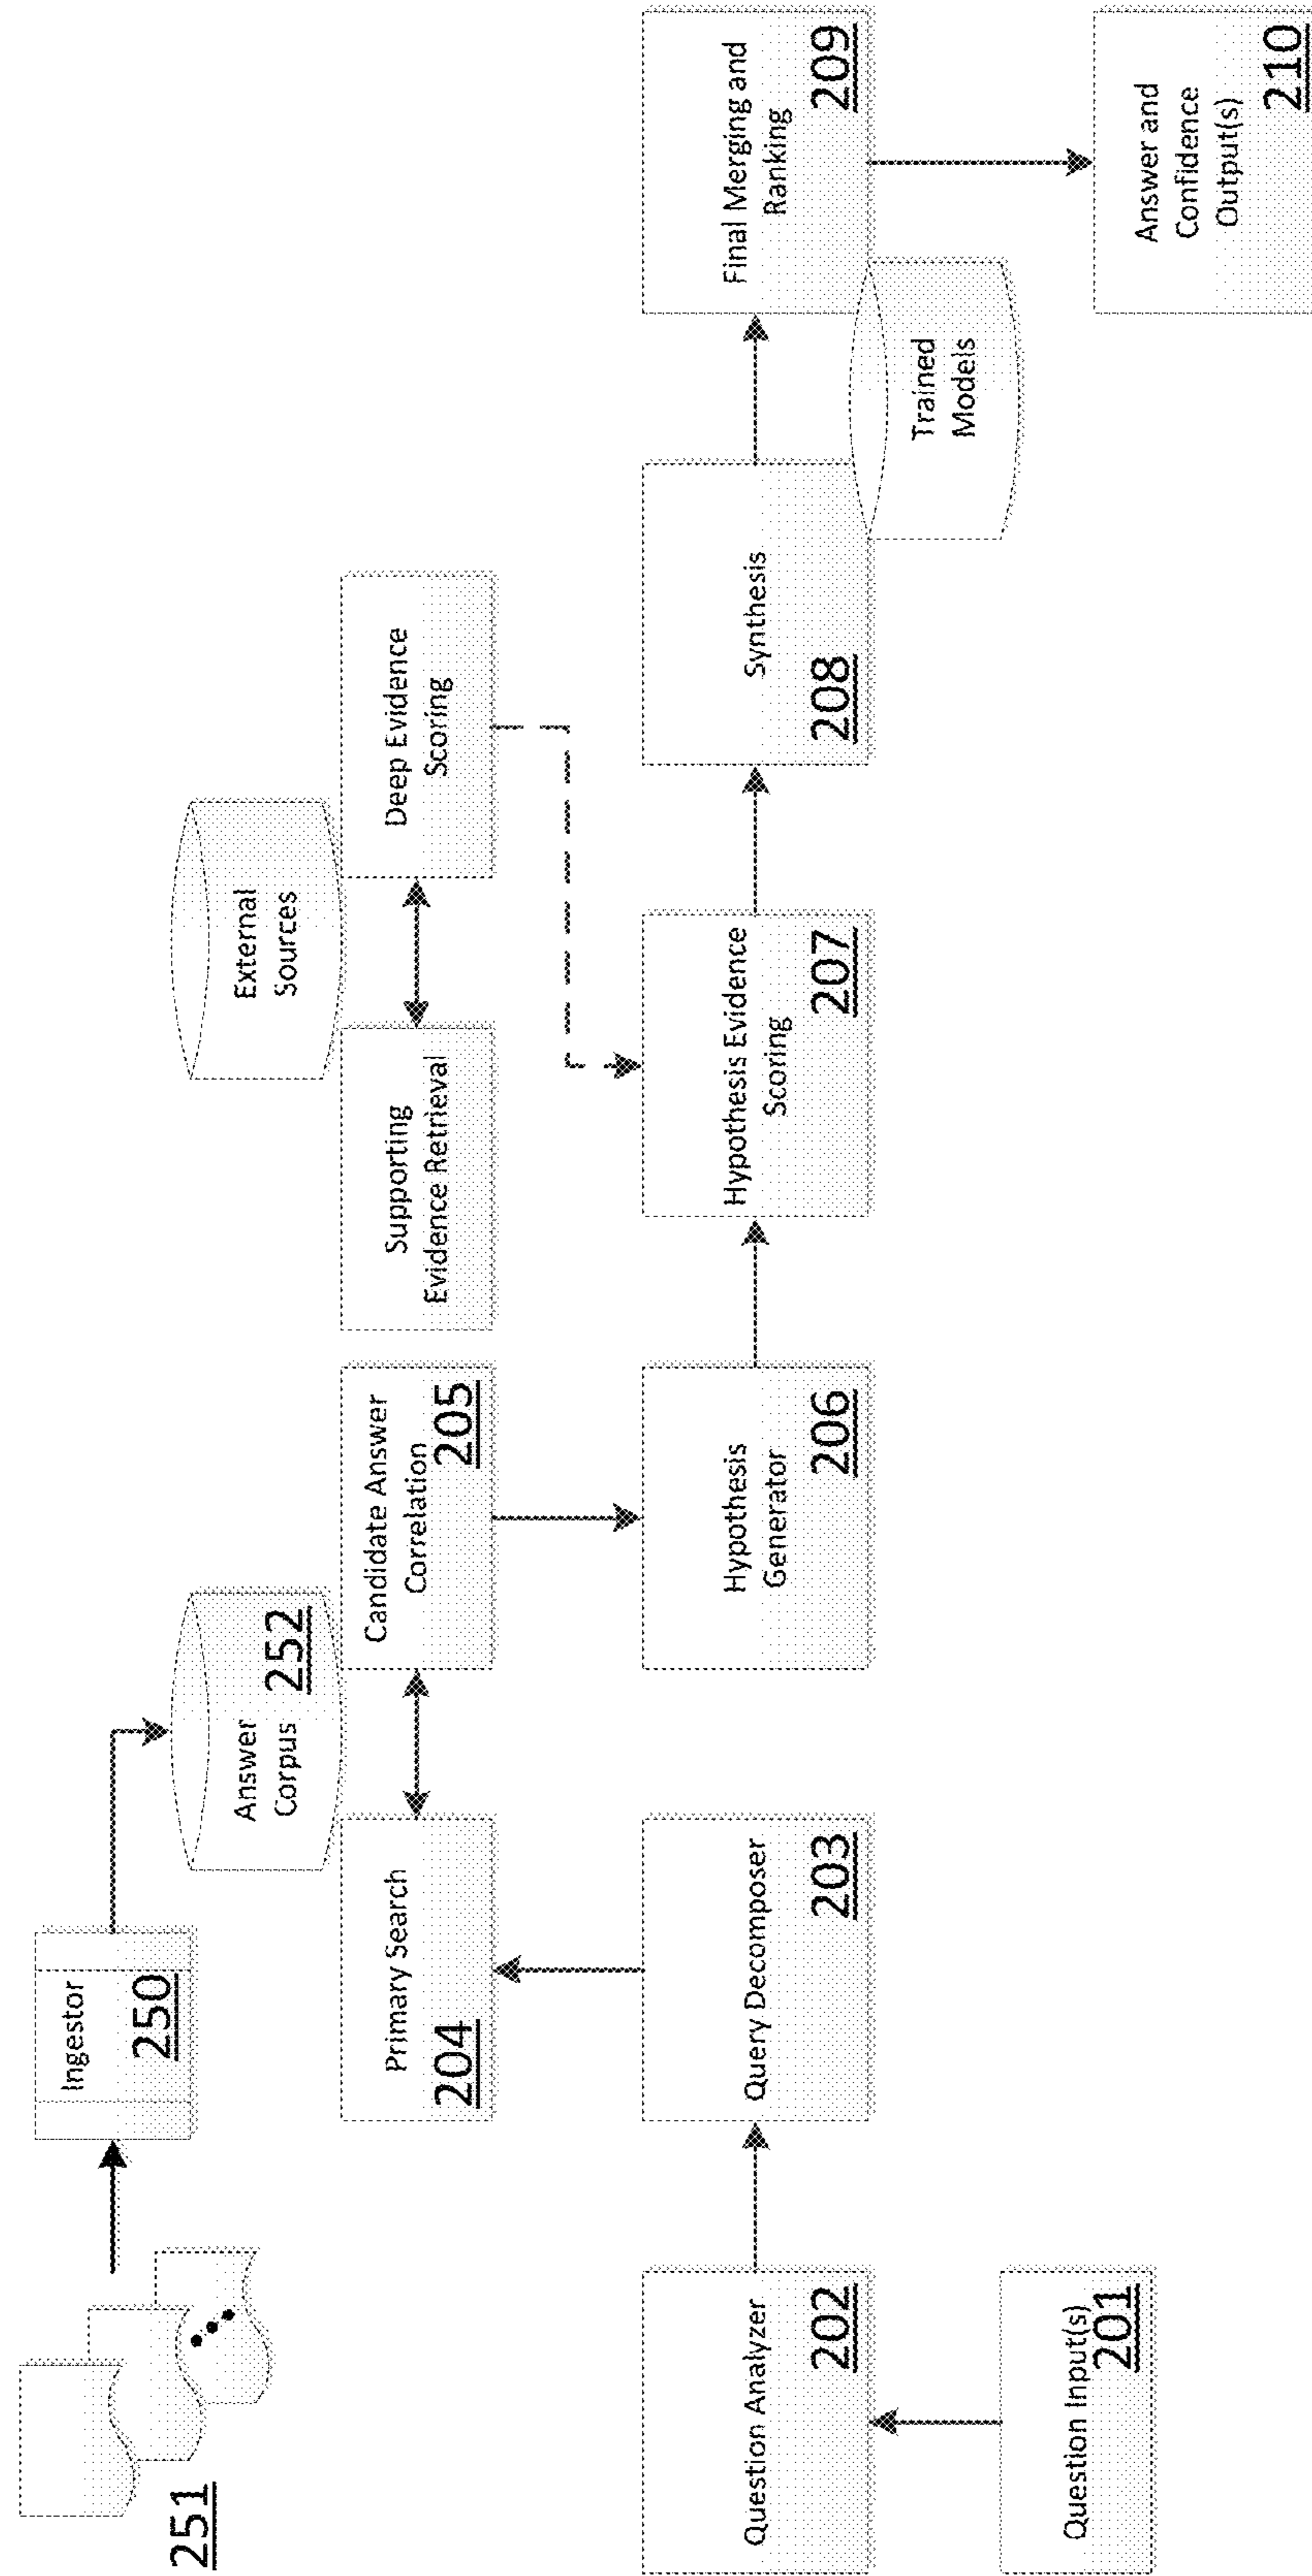 251
Ingestor
250
Answer
Corpus
252
External
Sources
Primary Search
204
Candidate Answer
Correlation
205
Supporting
Evidence Retrieval
Deep Evidence
Scoring
Question Analyzer
202
Query Decomposer
203
Hypothesis
Generator
206
Hypothesis Evidence
Scoring
207
Synthesis
208
Final Merging and
Ranking
209
Trained
Models
Question Input(s)
201
Answer and
Confidence
Output(s)
210